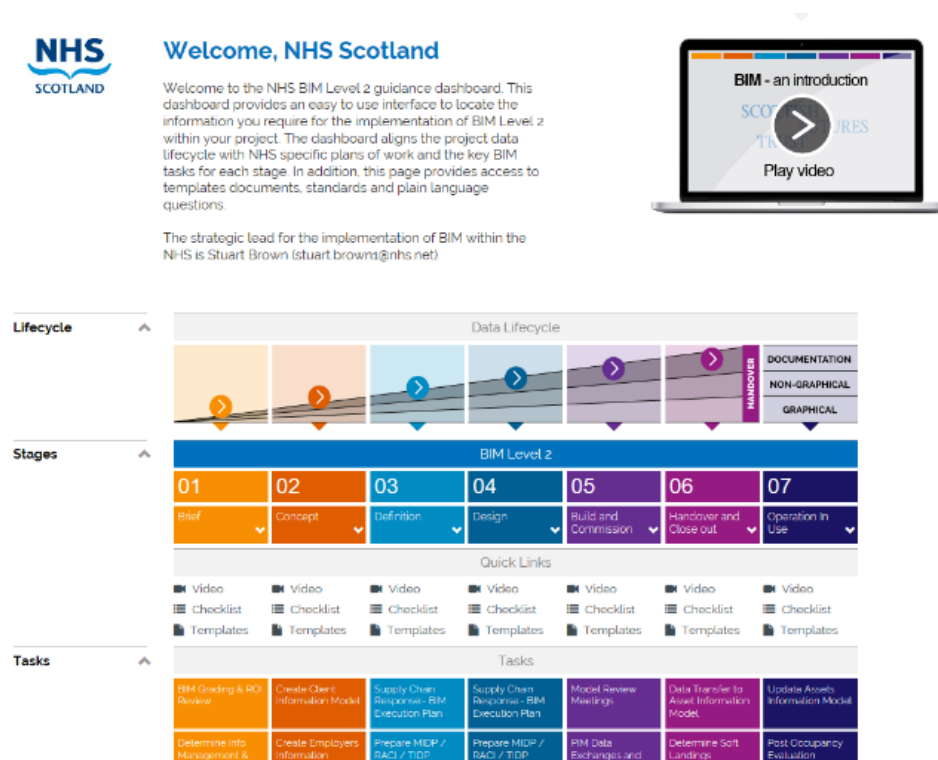 NHS
SCOTLAND
Welcome, NHS Scotland
Welcome to the NHS BIM Level 2 guidance dashboard. This
dashboard provides an easy to use interface to locate the
information you require for the implementation of BIM Level 2
within your project. The dashboard aligns the project data
lifecycle with NHS specific plans of work and the key BIM
tasks for each stage. In addition, this page provides access to
templates documents, standards and plain language
questions.
The strategic lead for the implementation of BIM within the
NHS is Stuart Brown (stuart.brown1@nhs.net)
BIM - an introduction
Play video
Lifecycle
Data Lifecycle
HANDOVER
DOCUMENTATION
NON-GRAPHICAL
GRAPHICAL
Stages
BIM Level 2
01 02 03 04 05 06 07
Brief Concept Definition Design Build and Commission Handover and Close out Operation In Use
Quick Links
Video Video Video Video Video Video Video
Checklist Checklist Checklist Checklist Checklist Checklist Checklist
Templates Templates Templates Templates Templates Templates Templates
Tasks
Tasks
BIM Grading & ROI Review Create Client Information Model Supply Chain Response - BIM Execution Plan Supply Chain Response - BIM Execution Plan Model Review Meetings Data Transfer to Asset Information Model Update Assets Information Model
Determine Info Management & Create Employers Information Prepare MIDP / RACI / TIDP Prepare MIDP / RACI / TIDP PIM Data Exchanges and Determine Soft Landings Post Occupancy Evaluation